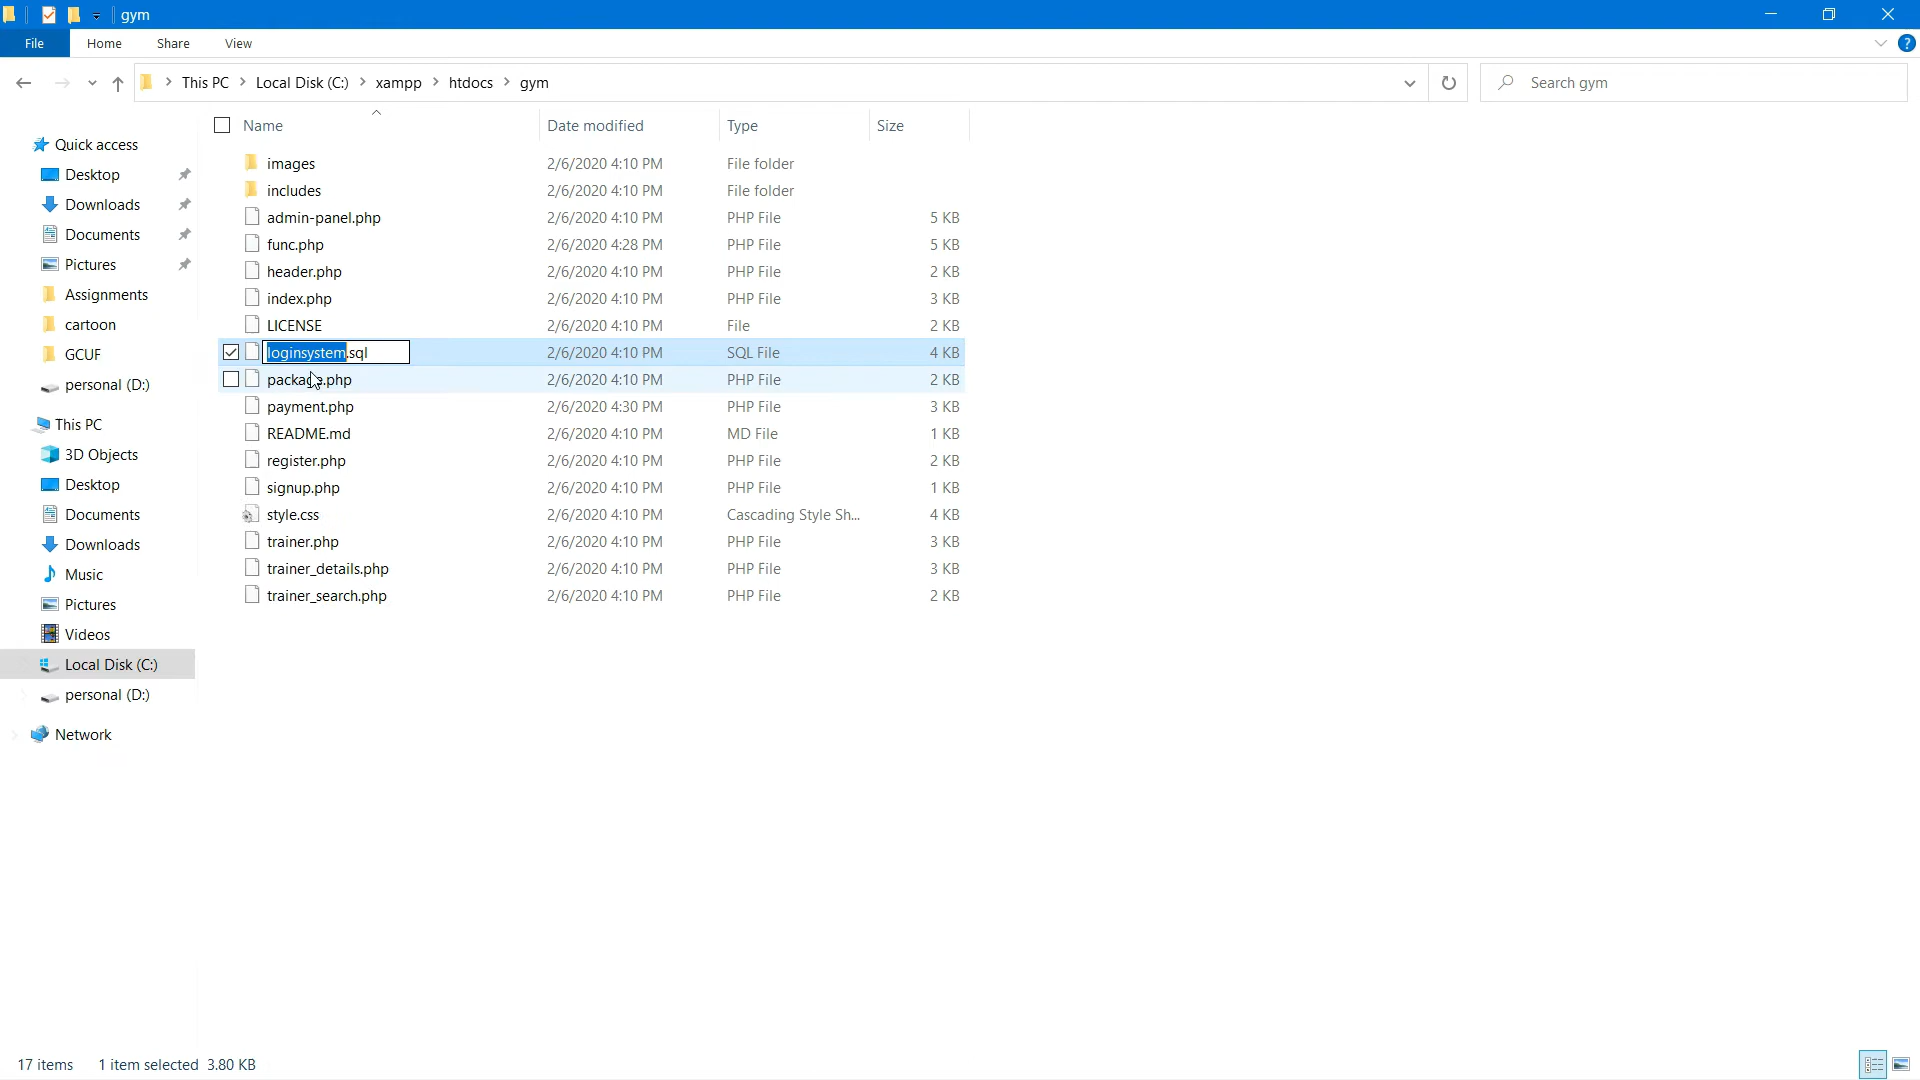 gym
File Home Share View
This PC Local Disk (C:) xampp htdocs gym Search gym
Name Date modified Type Size
Quick access
Desktop
Downloads
Documents
Pictures
Assignments
cartoon
GCUF
personal (D:)
This PC
3D Objects
Desktop
Documents
Downloads
Music
Pictures
Videos
Local Disk (C:)
personal (D:)
Network
images 2/6/2020 4:10 PM File folder
includes 2/6/2020 4:10 PM File folder
admin-panel.php 2/6/2020 4:10 PM PHP File 5 KB
func.php 2/6/2020 4:28 PM PHP File 5 KB
header.php 2/6/2020 4:10 PM PHP File 2 KB
index.php 2/6/2020 4:10 PM PHP File 3 KB
LICENSE 2/6/2020 4:10 PM File 2 KB
loginsystem.sql 2/6/2020 4:10 PM SQL File 4 KB
package.php 2/6/2020 4:10 PM PHP File 2 KB
payment.php 2/6/2020 4:30 PM PHP File 3 KB
README.md 2/6/2020 4:10 PM MD File 1 KB
register.php 2/6/2020 4:10 PM PHP File 2 KB
signup.php 2/6/2020 4:10 PM PHP File 1 KB
style.css 2/6/2020 4:10 PM Cascading Style Sh... 4 KB
trainer.php 2/6/2020 4:10 PM PHP File 3 KB
trainer_details.php 2/6/2020 4:10 PM PHP File 3 KB
trainer_search.php 2/6/2020 4:10 PM PHP File 2 KB
17 items 1 item selected 3.80 KB